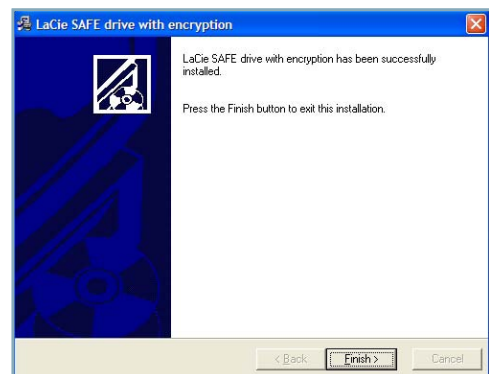 LaCie SAFE drive with encryption
LaCie SAFE drive with encryption has been successfully
installed.
Press the Finish button to exit this installation.
< Back
Finish >
Cancel